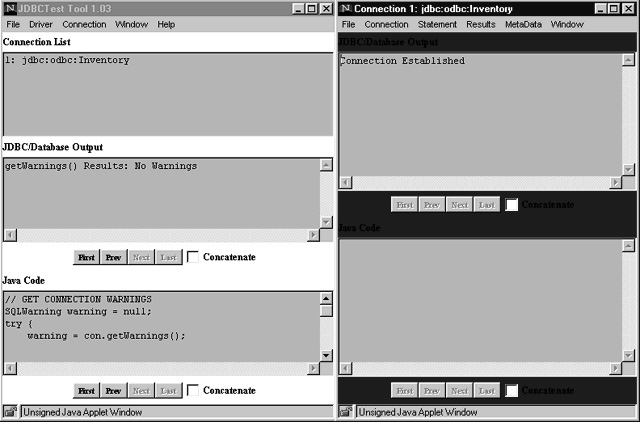 JDBCTest Tool 1.03
File Driver Connection Window Help
Connection List
1: jdbc:odbc:Inventory
JDBC/Database Output
getWarnings() Results: No Warnings
First Prev Next Last Concatenate
Java Code
// GET CONNECTION WARNINGS
SQLWarning warning = null;
try {
warning = con.getWarnings();
First Prev Next Last Concatenate
Unsigned Java Applet Window
N Connection 1: jdbc:odbc:Inventory
File Connection Statement Results MetaData Window
JDBC/Database Output
Connection Established
First Prev Next Last Concatenate
Java Code
First Prev Next Last Concatenate
Unsigned Java Applet Window